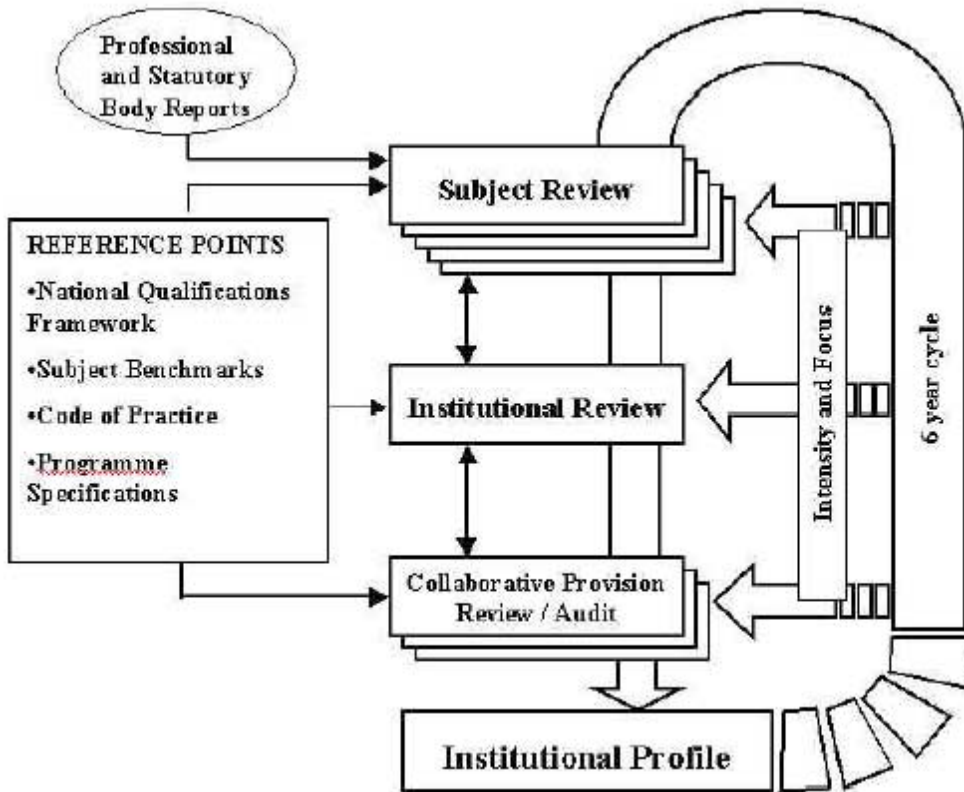 Professional
and Statutory
Body Reports
Subject Review
REFERENCE POINTS
•National Qualifications
Framework
•Subject Benchmarks
•Code of Practice
•Programme
Specifications
Institutional Review
Collaborative Provision
Review / Audit
Institutional Profile
Intensity and Focus
6 year cycle